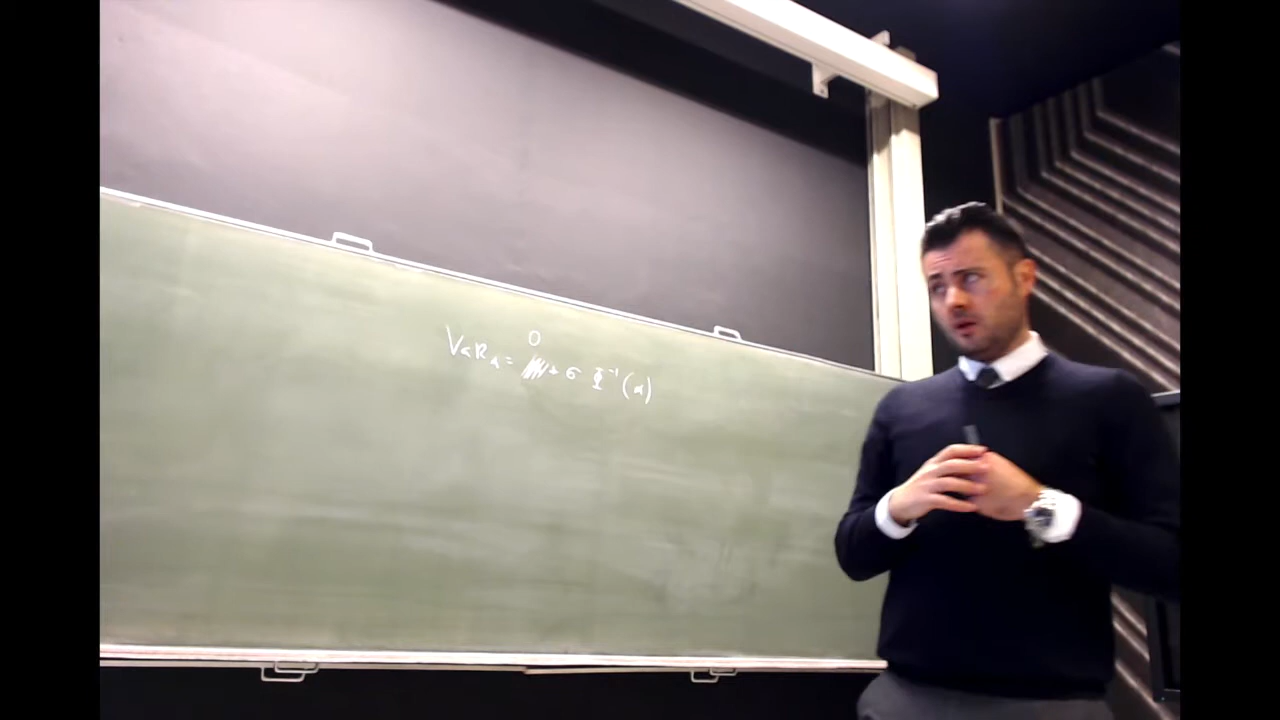 0
VaRα = + σ Φ⁻¹(α)